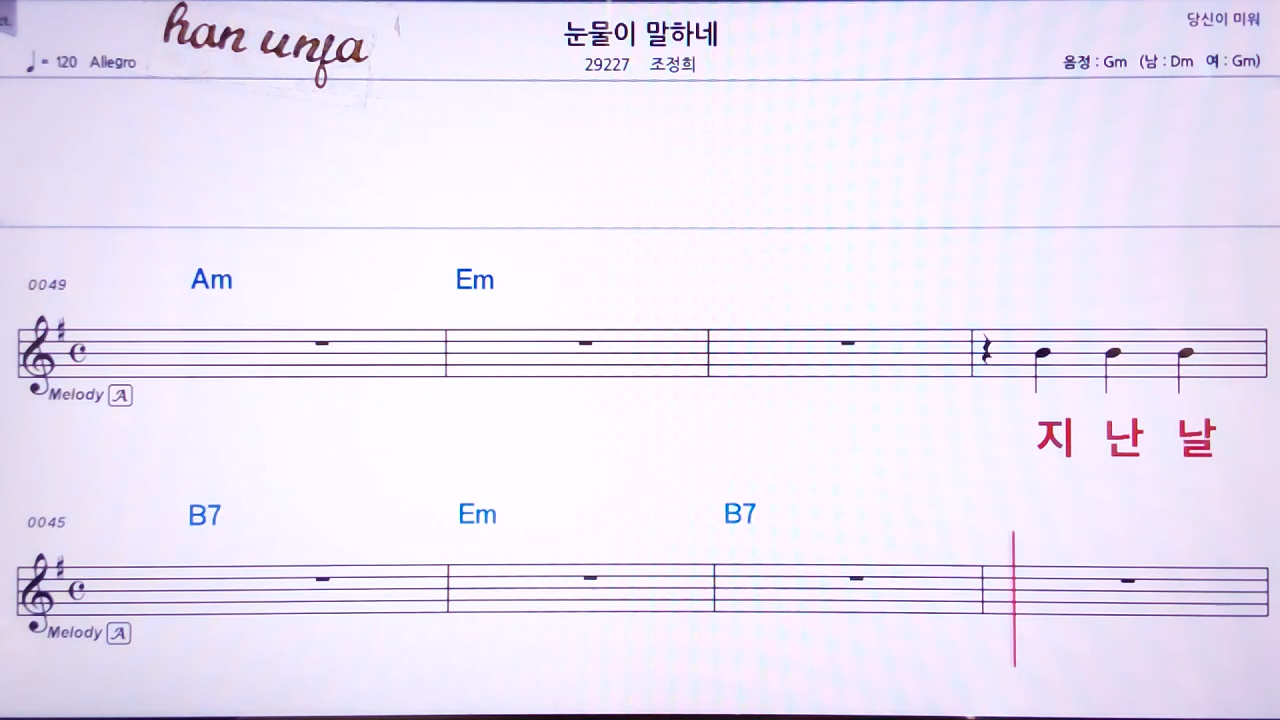 han unja
눈물이 말하네
당신이 미워
= 120 Allegro
29227 조정희
음정 : Gm (남 : Dm 여 : Gm)
0049 Am Em
Melody A
지 난 날
0045 B7 Em B7
Melody A